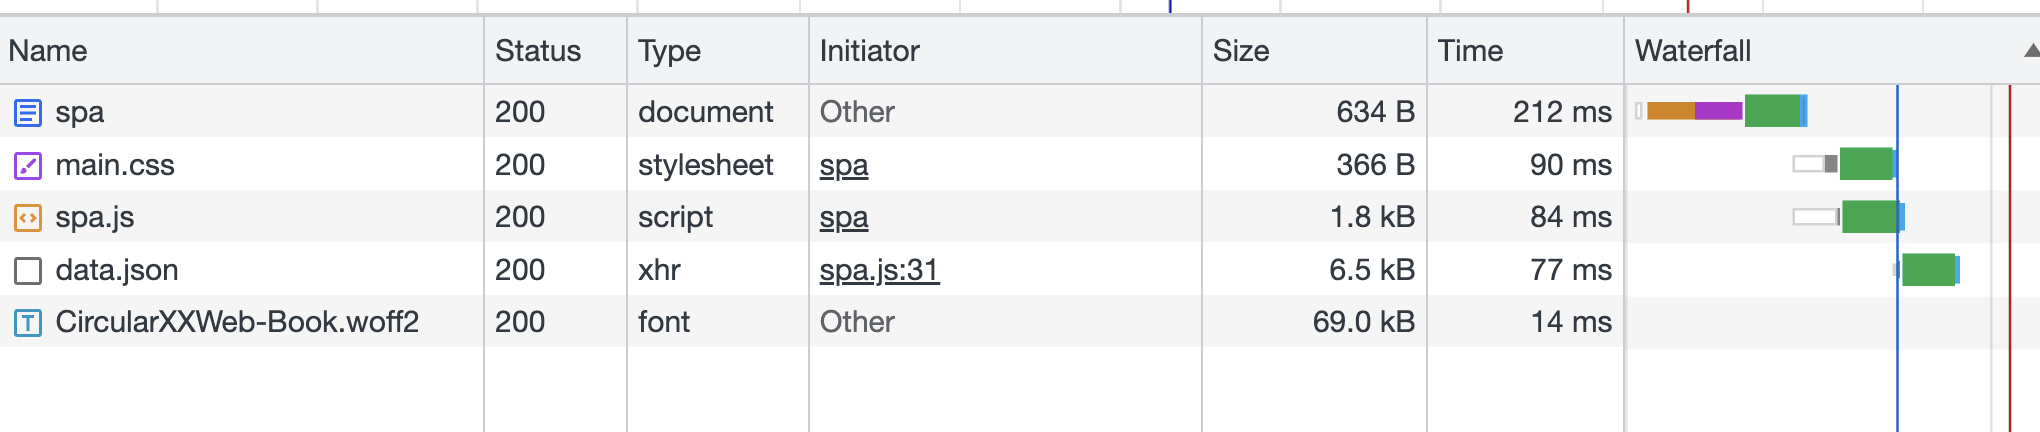 Name Status Type Initiator Size Time Waterfall
spa 200 document Other 634 B 212 ms
main.css 200 stylesheet spa 366 B 90 ms
spa.js 200 script spa 1.8 kB 84 ms
data.json 200 xhr spa.js:31 6.5 kB 77 ms
CircularXXWeb-Book.woff2 200 font Other 69.0 kB 14 ms